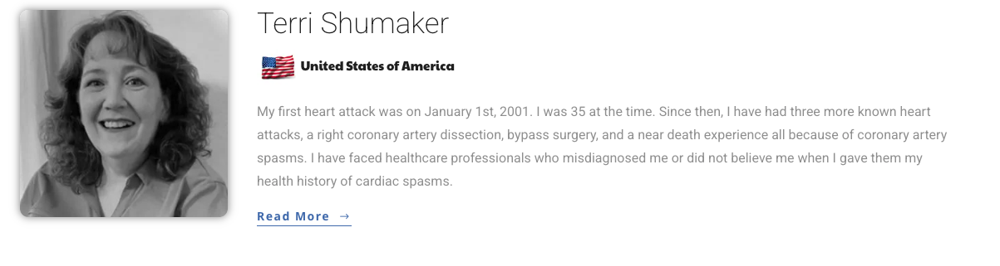 Terri Shumaker
United States of America
My first heart attack was on January 1st, 2001. I was 35 at the time. Since then, I have had three more known heart
attacks, a right coronary artery dissection, bypass surgery, and a near death experience all because of coronary artery
spasms. I have faced healthcare professionals who misdiagnosed me or did not believe me when I gave them my
health history of cardiac spasms.
Read More →